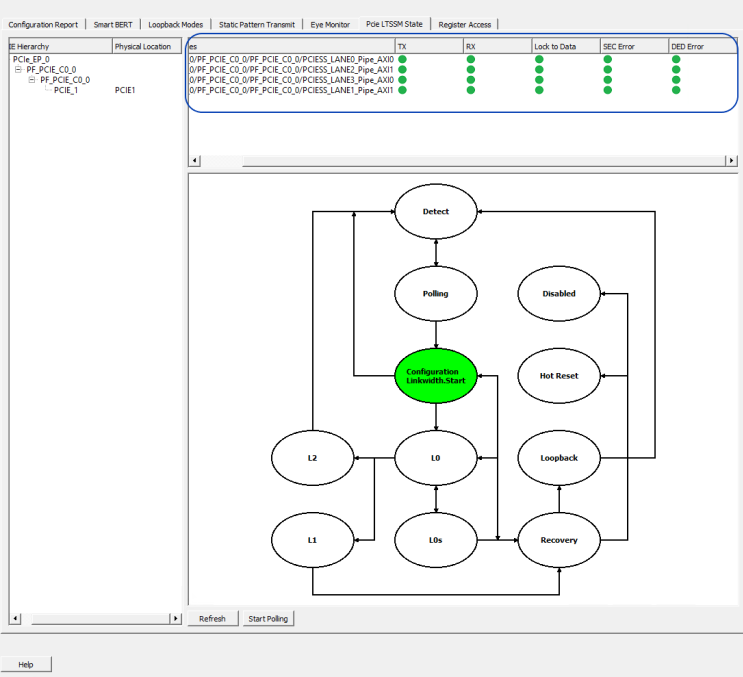 Configuration Report | Smart BERT | Loopback Modes | Static Pattern Transmit | Eye Monitor | Pcie LTSSM State | Register Access |
IE Hierarchy Physical Location es TX RX Lock to Data SEC Error DED Error
PCIe_EP_0 0/PF_PCIE_C0_0/PF_PCIE_C0_0/PCIESS_LANE0_Pipe_AXI0
PF_PCIE_C0_0 0/PF_PCIE_C0_0/PF_PCIE_C0_0/PCIESS_LANE2_Pipe_AXI1
PF_PCIE_C0_0 0/PF_PCIE_C0_0/PF_PCIE_C0_0/PCIESS_LANE3_Pipe_AXI1
PCIE_1 PCIE1 0/PF_PCIE_C0_0/PF_PCIE_C0_0/PCIESS_LANE1_Pipe_AXI1
Detect
Polling Disabled
Configuration
Linkwidth.Start
Hot Reset
L2 L0 Loopback
L1 L0s Recovery
Refresh Start Polling
Help